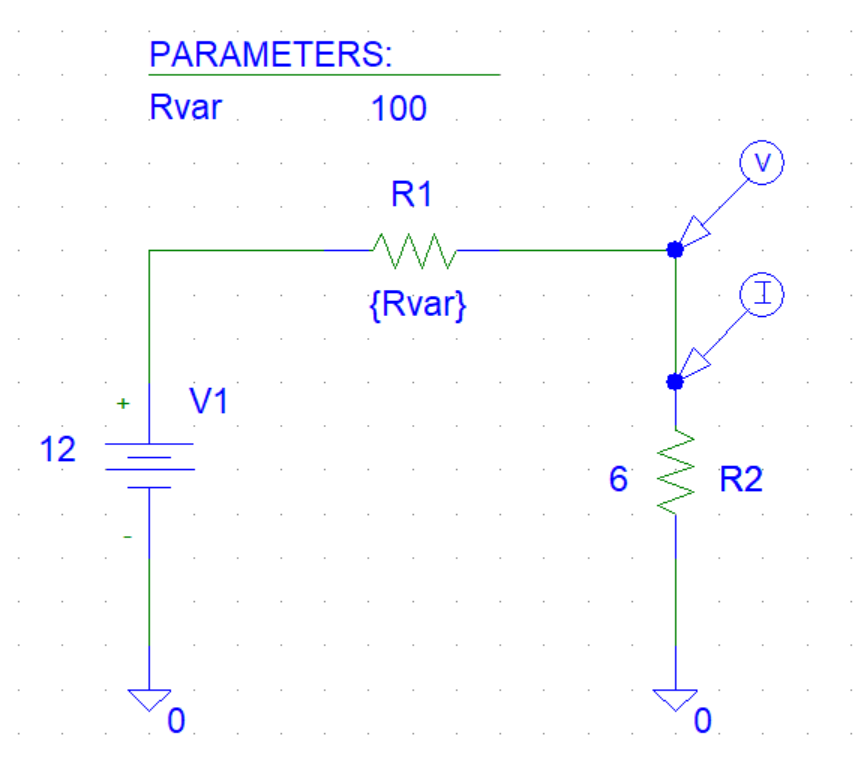 PARAMETERS:
Rvar 100
V
R1
I
{Rvar}
+ V1
12
6 R2
-
0 0